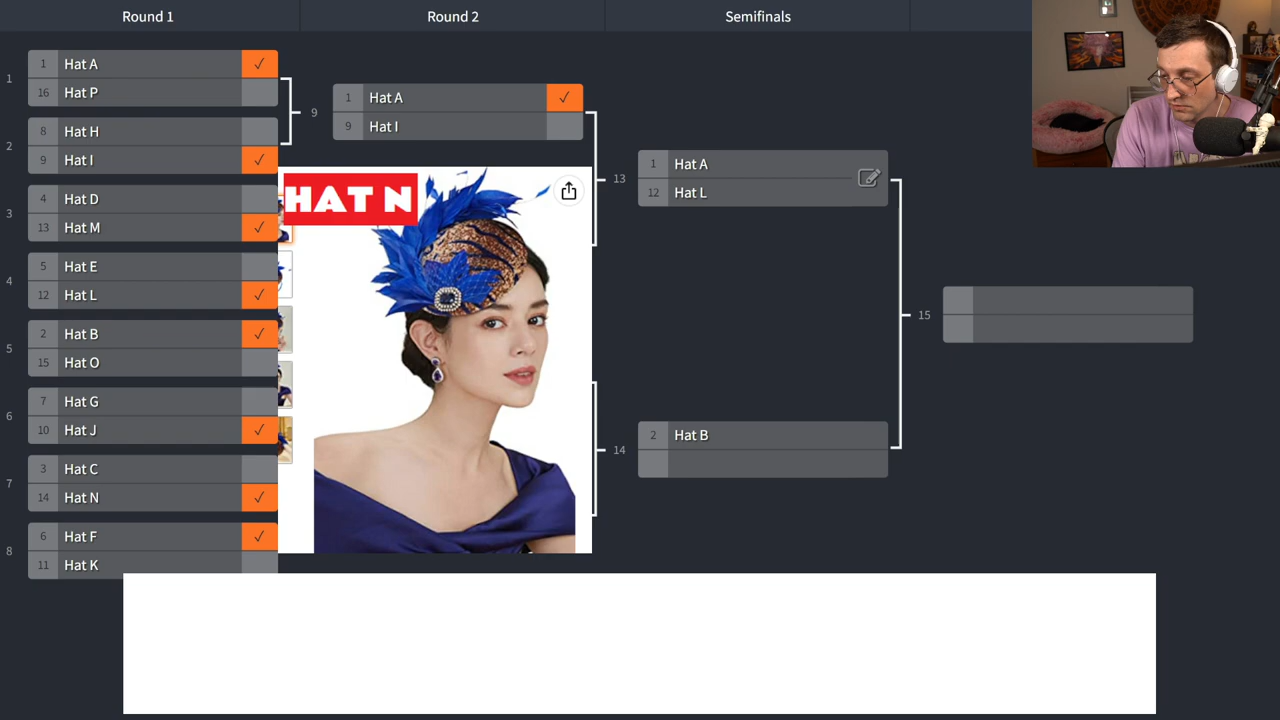 Round 1
Round 2
Semifinals
1
1 Hat A ✓
16 Hat P
2
8 Hat H
9 Hat I ✓
3
4 Hat D
13 Hat M ✓
4
5 Hat E
12 Hat L ✓
5
2 Hat B ✓
15 Hat O
6
7 Hat G
10 Hat J ✓
7
3 Hat C
14 Hat N ✓
8
6 Hat F ✓
11 Hat K
9
1 Hat A ✓
9 Hat I
HAT N
13
1 Hat A
12 Hat L
14
2 Hat B
15